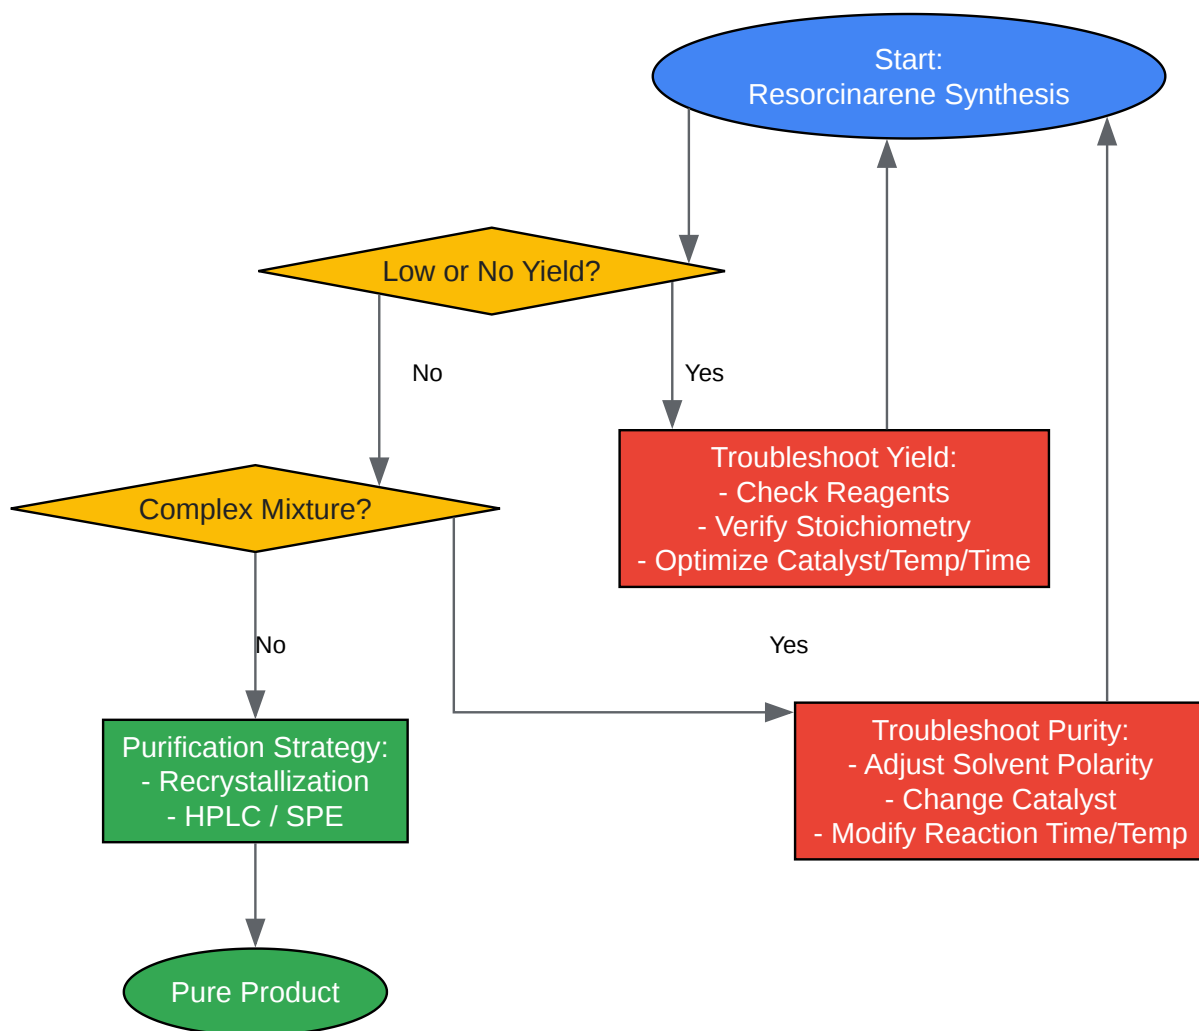 Start:
Resorcinarene Synthesis
Low or No Yield?
No
Yes
Troubleshoot Yield:
- Check Reagents
- Verify Stoichiometry
- Optimize Catalyst/Temp/Time
Complex Mixture?
No
Yes
Purification Strategy:
- Recrystallization
- HPLC / SPE
Troubleshoot Purity:
- Adjust Solvent Polarity
- Change Catalyst
- Modify Reaction Time/Temp
Pure Product